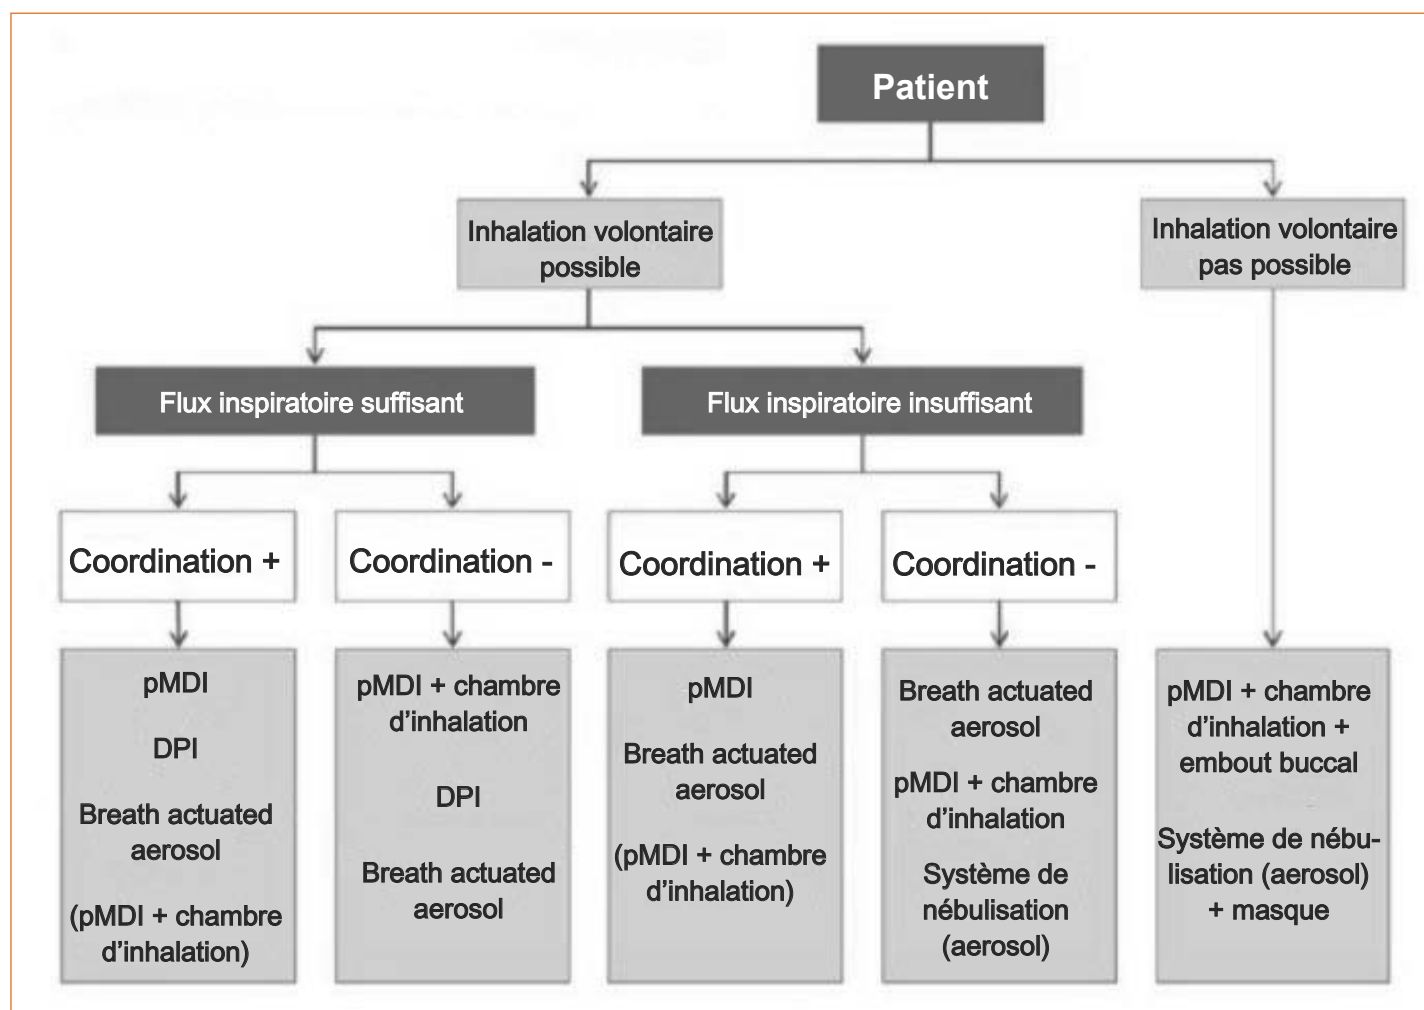 Patient
Inhalation volontaire
possible
Inhalation volontaire
pas possible
Flux inspiratoire suffisant
Flux inspiratoire insuffisant
Coordination +
Coordination -
Coordination +
Coordination -
pMDI
DPI
Breath actuated
aerosol
(pMDI + chambre
d’inhalation)
pMDI + chambre
d’inhalation
DPI
Breath actuated
aerosol
pMDI
Breath actuated
aerosol
(pMDI + chambre
d’inhalation)
Breath actuated
aerosol
pMDI + chambre
d’inhalation
Système de
nébulisation
(aerosol)
pMDI + chambre
d’inhalation +
embout buccal
Système de nébu-
lisation (aerosol)
+ masque